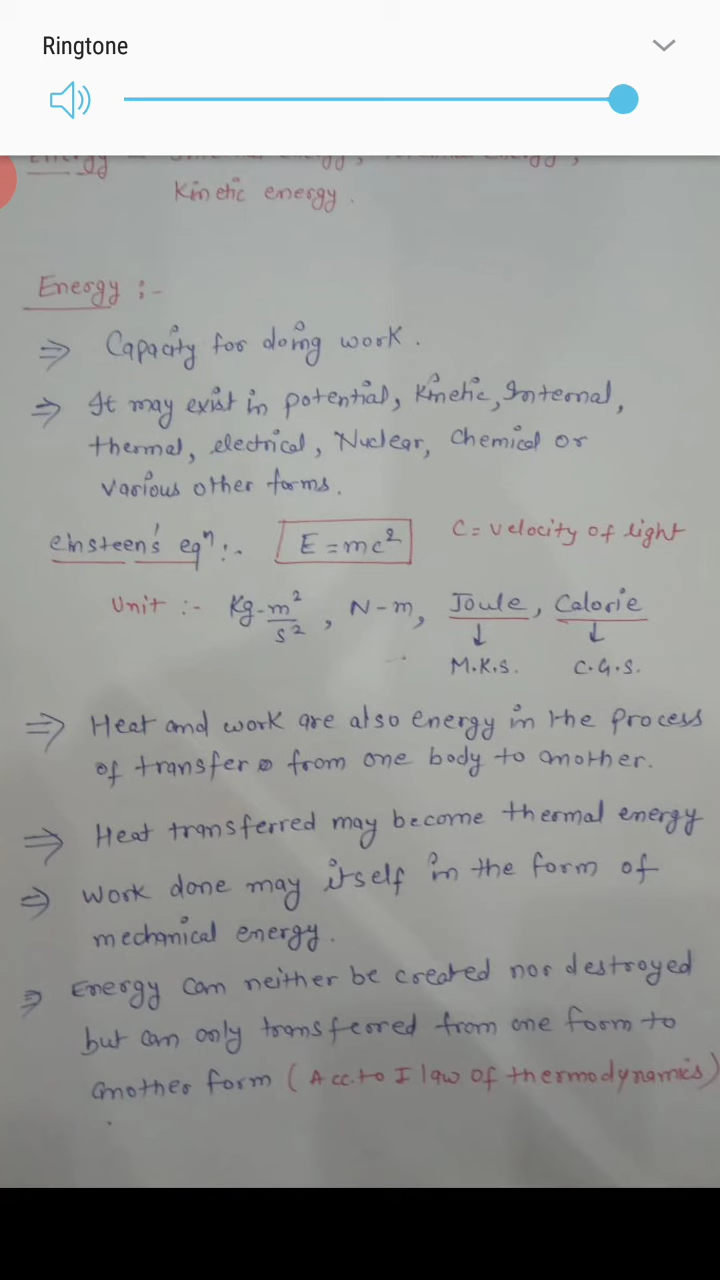 Ringtone
Kinetic energy.
Energy :-
⇒ Capacity for doing work.
⇒ It may exist in potential, Kinetic, Internal,
thermal, electrical, Nuclear, Chemical or
various other forms.
einsteen's eqⁿ :- E = mc² C = velocity of light
Unit :- Kg-m²/s², N-m, Joule, Calorie
↓ ↓
M.K.S. C.G.S.
⇒ Heat and work are also energy in the process
of transfer from one body to another.
⇒ Heat transferred may become thermal energy
⇒ work done may itself in the form of
mechanical energy.
⇒ Energy can neither be created nor destroyed
but can only transferred from one form to
another form (Acc. to I law of thermodynamics)